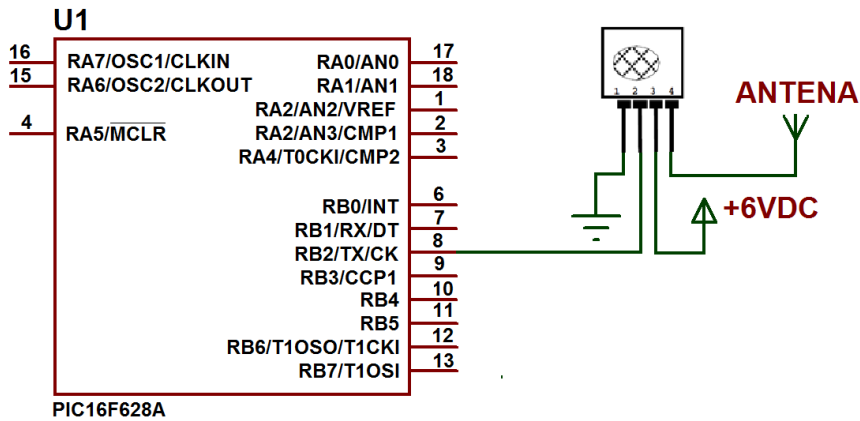 U1
16 RA7/OSC1/CLKIN RA0/AN0 17
15 RA6/OSC2/CLKOUT RA1/AN1 18
RA2/AN2/VREF 1
4 RA5/MCLR RA2/AN3/CMP1 2
RA4/T0CKI/CMP2 3
RB0/INT 6
RB1/RX/DT 7
RB2/TX/CK 8
RB3/CCP1 9
RB4 10
RB5 11
RB6/T1OSO/T1CKI 12
RB7/T1OSI 13
PIC16F628A
1 2 3 4
ANTENA
+6VDC